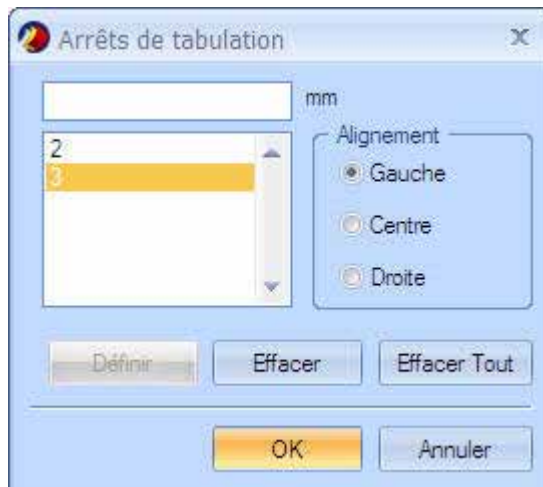 Arrêts de tabulation
mm
2
3
Alignement
Gauche
Centre
Droite
Définir
Effacer
Effacer Tout
OK
Annuler